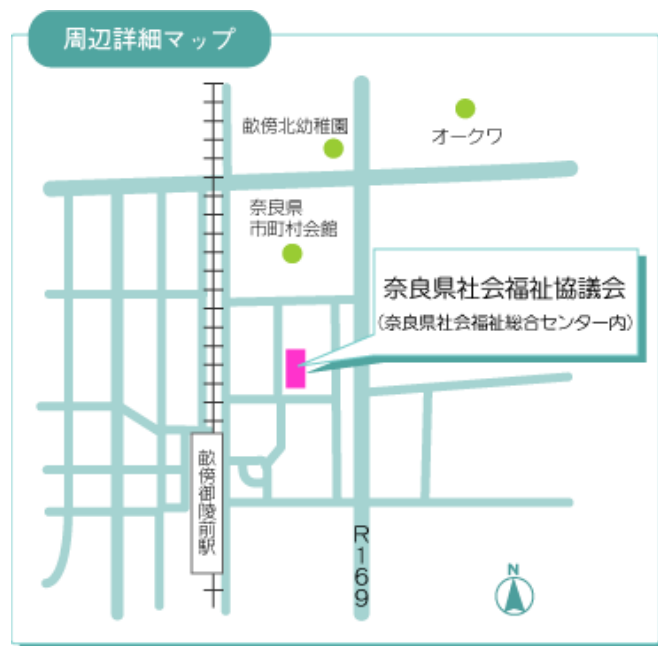 周辺詳細マップ
畝傍北幼稚園
オークワ
奈良県
市町村会館
奈良県社会福祉協議会
(奈良県社会福祉総合センター内)
畝傍御陵前駅
R169
N